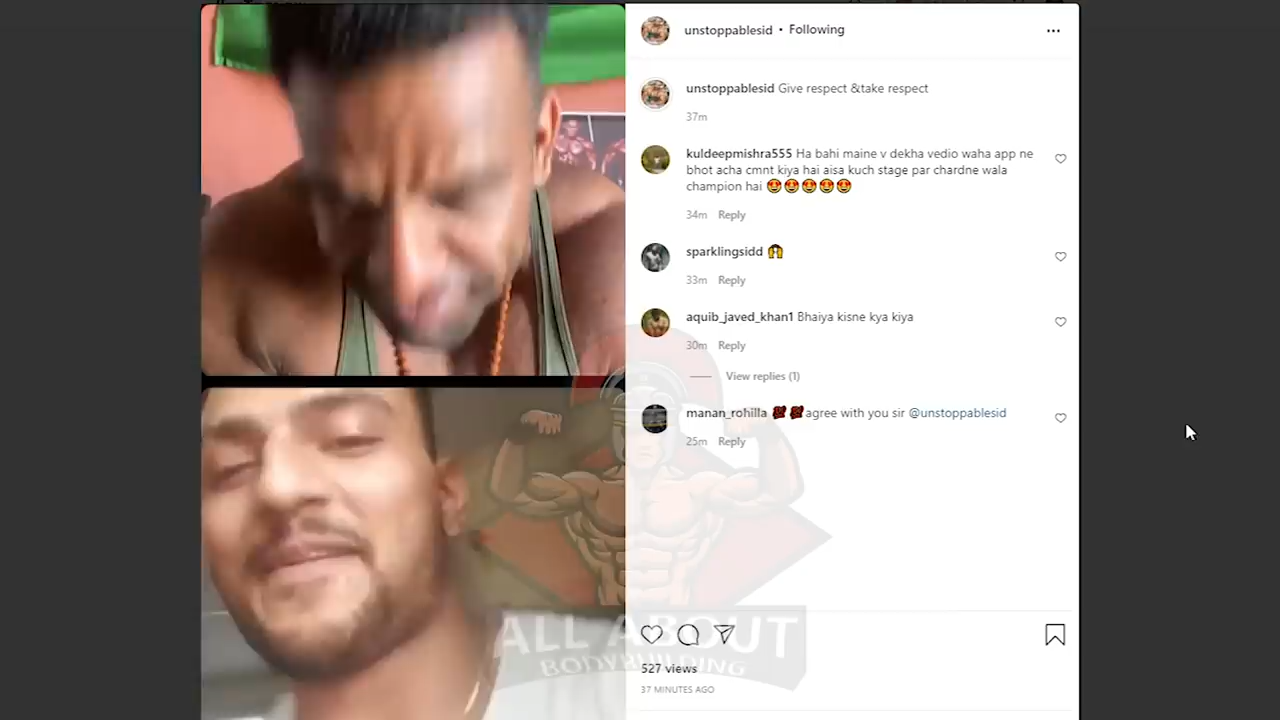 unstoppablesid • Following
unstoppablesid Give respect &take respect
37m
kuldeepmishra555 Ha bahi maine v dekha vedio waha app ne
bhot acha cmnt kiya hai aisa kuch stage par chardne wala
champion hai 🤩🤩🤩🤩🤩
34m Reply
sparklingsidd 🙌
33m Reply
aquib_javed_khan1 Bhaiya kisne kya kiya
30m Reply
View replies (1)
manan_rohilla 💯💯agree with you sir @unstoppablesid
25m Reply
ALL ABOUT
BODYBUILDING
527 views
37 MINUTES AGO